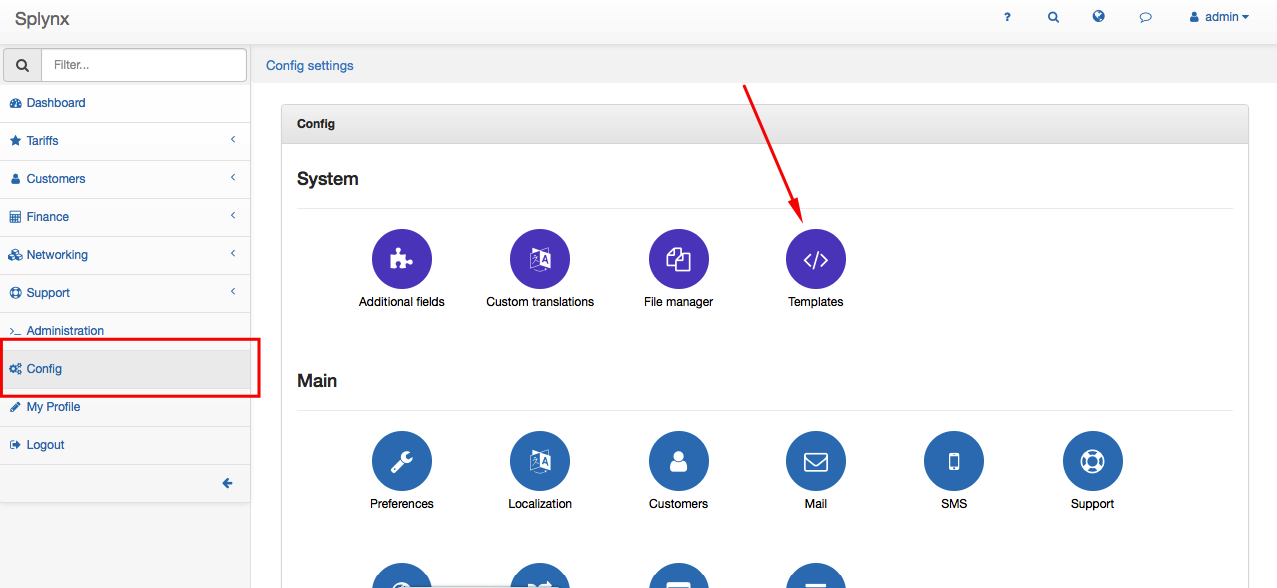 Splynx
?
admin
Filter...
Config settings
Dashboard
Tariffs
Customers
Finance
Networking
Support
Administration
Config
My Profile
Logout
Config
System
Additional fields
Custom translations
File manager
Templates
Main
Preferences
Localization
Customers
Mail
SMS
Support